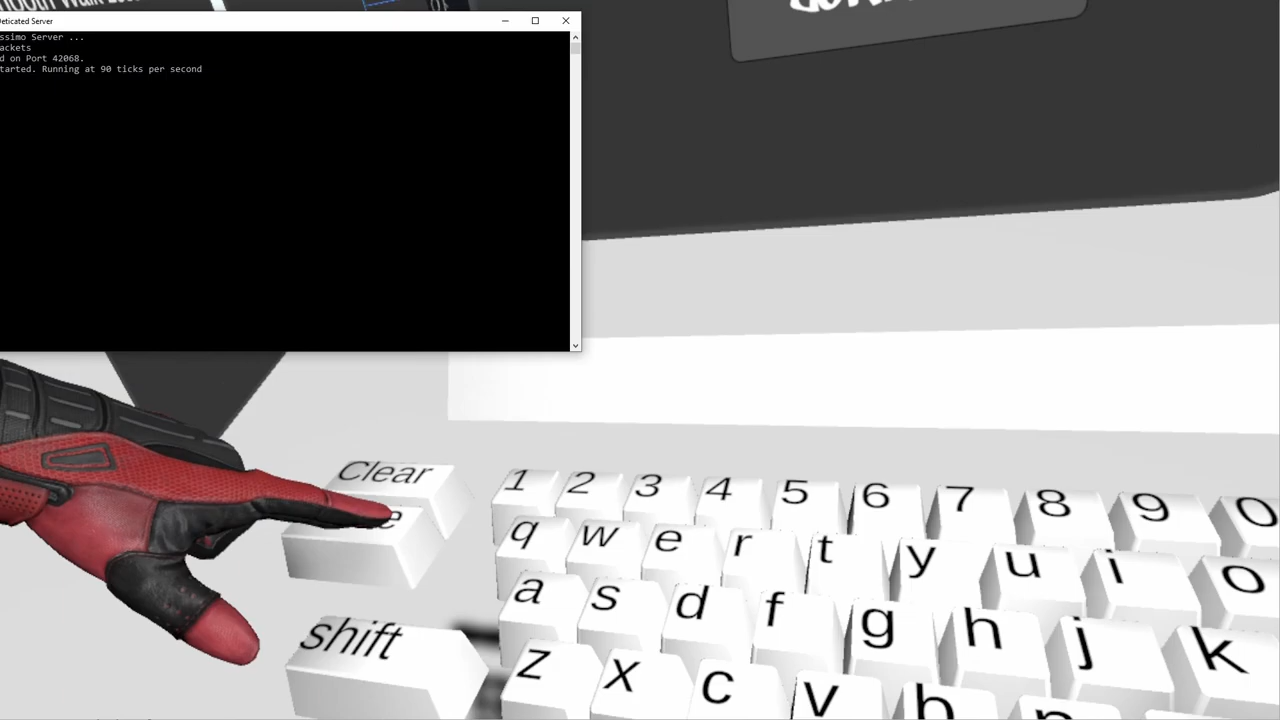 eticated Server
ssimo Server ...
ackets
d on Port 42068.
tarted. Running at 90 ticks per second
Clear
e
1 2 3 4 5 6 7 8 9 0
q w e r t y u i o
shift
a s d f g h j k
z x c v b